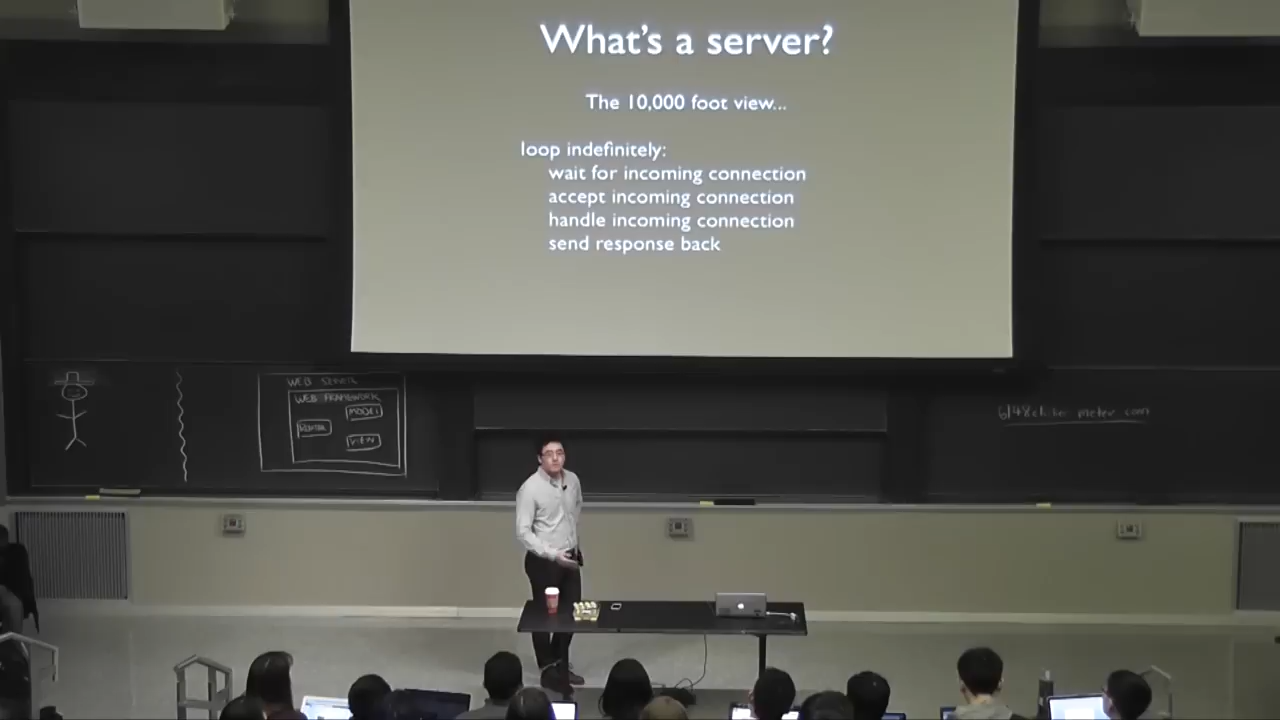 What's a server?
The 10,000 foot view...
loop indefinitely:
wait for incoming connection
accept incoming connection
handle incoming connection
send response back
WEB SERVER
WEB FRAMEWORK
MODEL
VIEW